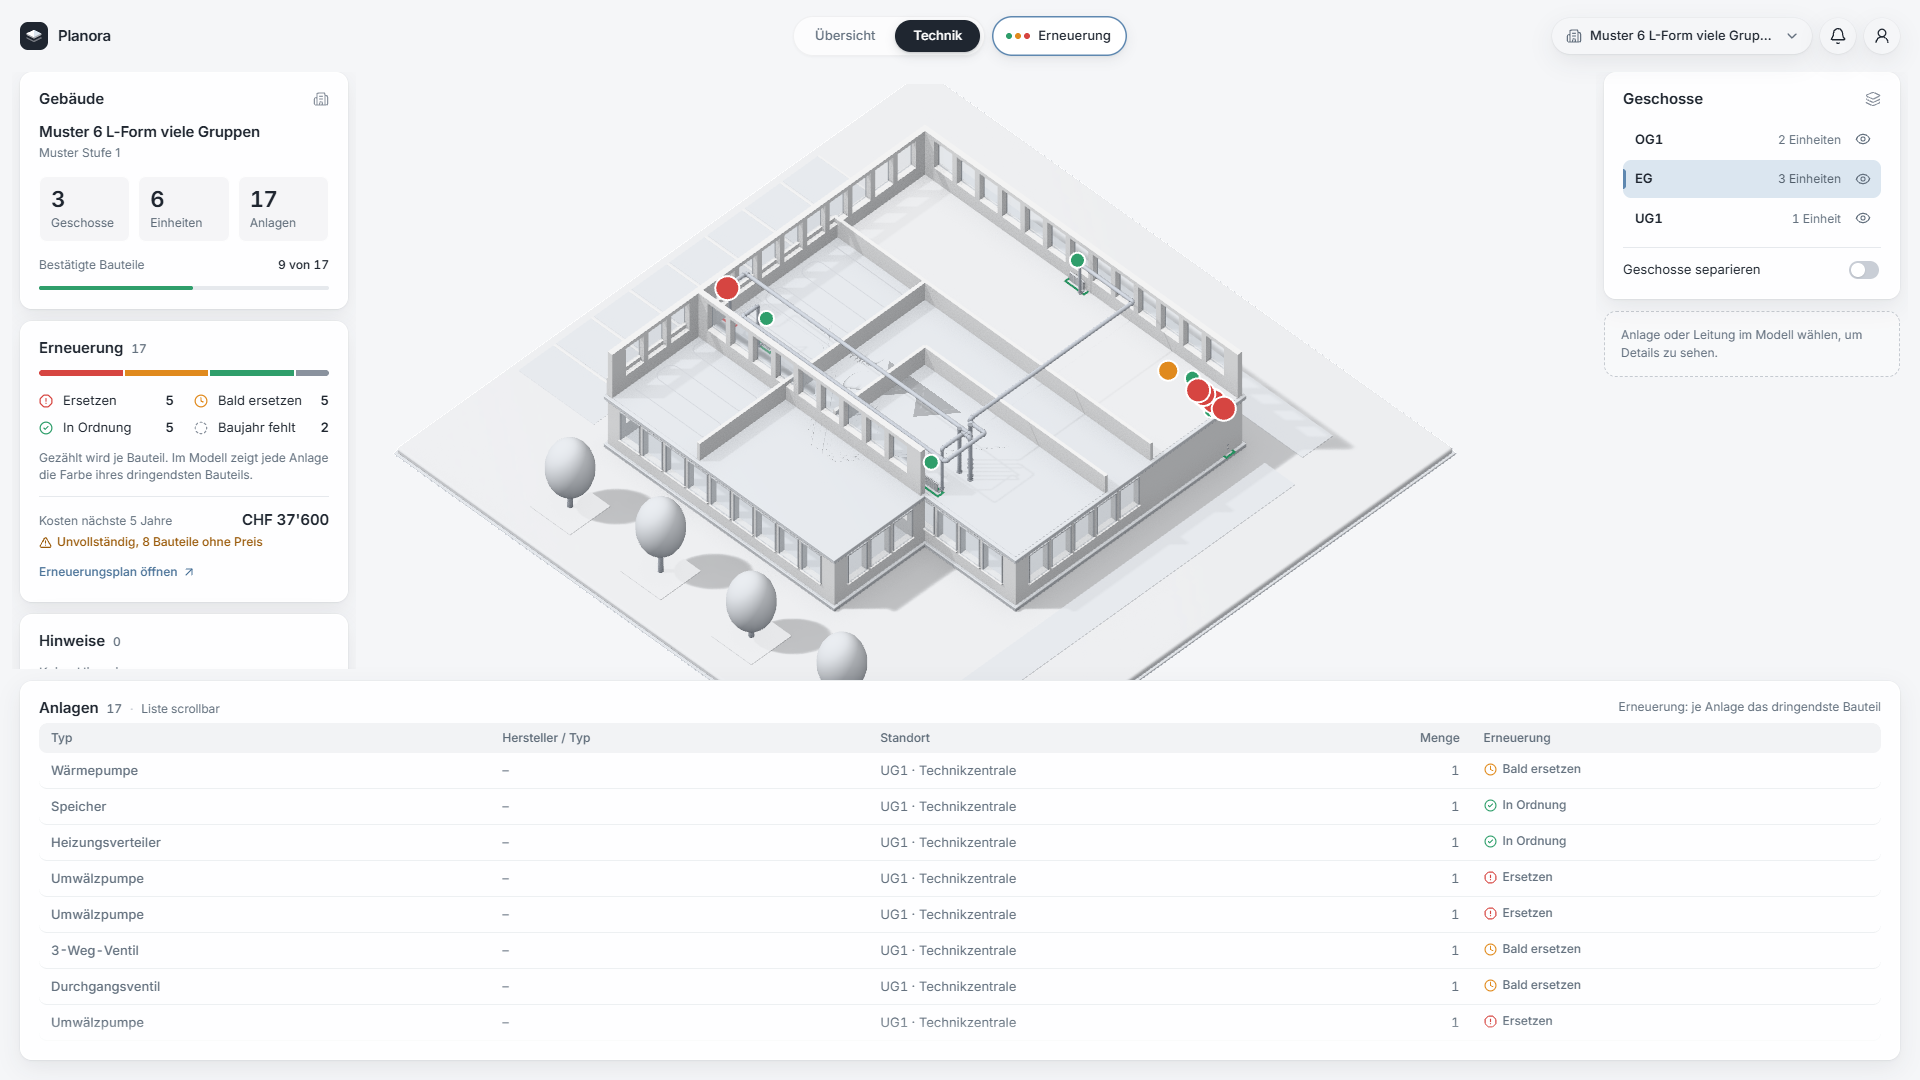 Planora
Übersicht
Technik
Erneuerung
Muster 6 L-Form viele Grup...
Gebäude
Muster 6 L-Form viele Gruppen
Muster Stufe 1
3 Geschosse
6 Einheiten
17 Anlagen
Bestätigte Bauteile 9 von 17
Erneuerung 17
Ersetzen 5
Bald ersetzen 5
In Ordnung 5
Baujahr fehlt 2
Gezählt wird je Bauteil. Im Modell zeigt jede Anlage
die Farbe ihres dringendsten Bauteils.
Kosten nächste 5 Jahre CHF 37'600
Unvollständig, 8 Bauteile ohne Preis
Erneuerungsplan öffnen
Hinweise 0
Geschosse
OG1 2 Einheiten
EG 3 Einheiten
UG1 1 Einheit
Geschosse separieren
Anlage oder Leitung im Modell wählen, um
Details zu sehen.
Anlagen 17 · Liste scrollbar
Erneuerung: je Anlage das dringendste Bauteil
Typ Hersteller / Typ Standort Menge Erneuerung
Wärmepumpe – UG1 · Technikzentrale 1 Bald ersetzen
Speicher – UG1 · Technikzentrale 1 In Ordnung
Heizungsverteiler – UG1 · Technikzentrale 1 In Ordnung
Umwälzpumpe – UG1 · Technikzentrale 1 Ersetzen
Umwälzpumpe – UG1 · Technikzentrale 1 Ersetzen
3-Weg-Ventil – UG1 · Technikzentrale 1 Bald ersetzen
Durchgangsventil – UG1 · Technikzentrale 1 Bald ersetzen
Umwälzpumpe – UG1 · Technikzentrale 1 Ersetzen